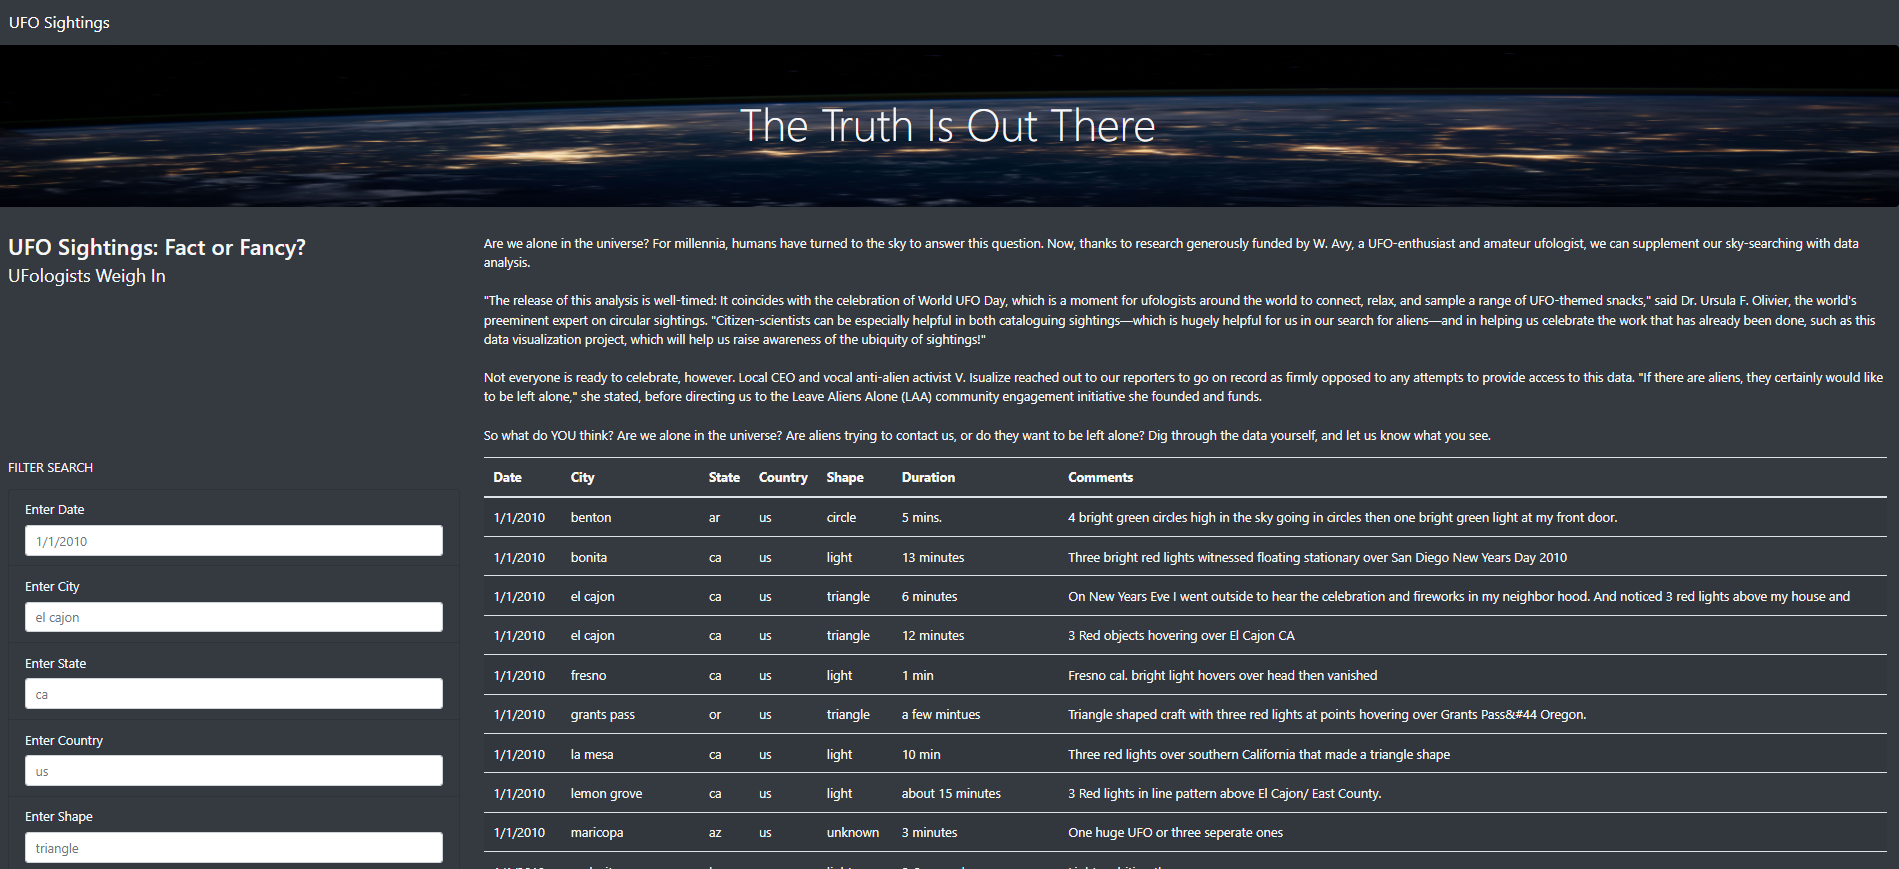 UFO Sightings
The Truth Is Out There
UFO Sightings: Fact or Fancy?
UFologists Weigh In
Are we alone in the universe? For millennia, humans have turned to the sky to answer this question. Now, thanks to research generously funded by W. Avy, a UFO-enthusiast and amateur ufologist, we can supplement our sky-searching with data
analysis.
"The release of this analysis is well-timed: It coincides with the celebration of World UFO Day, which is a moment for ufologists around the world to connect, relax, and sample a range of UFO-themed snacks," said Dr. Ursula F. Olivier, the world's
preeminent expert on circular sightings. "Citizen-scientists can be especially helpful in both cataloguing sightings—which is hugely helpful for us in our search for aliens—and in helping us celebrate the work that has already been done, such as this
data visualization project, which will help us raise awareness of the ubiquity of sightings!"
Not everyone is ready to celebrate, however. Local CEO and vocal anti-alien activist V. Isualize reached out to our reporters to go on record as firmly opposed to any attempts to provide access to this data. "If there are aliens, they certainly would like
to be left alone," she stated, before directing us to the Leave Aliens Alone (LAA) community engagement initiative she founded and funds.
So what do YOU think? Are we alone in the universe? Are aliens trying to contact us, or do they want to be left alone? Dig through the data yourself, and let us know what you see.
FILTER SEARCH
Enter Date
1/1/2010
Enter City
el cajon
Enter State
ca
Enter Country
us
Enter Shape
triangle
Date City State Country Shape Duration Comments
1/1/2010 benton ar us circle 5 mins. 4 bright green circles high in the sky going in circles then one bright green light at my front door.
1/1/2010 bonita ca us light 13 minutes Three bright red lights witnessed floating stationary over San Diego New Years Day 2010
1/1/2010 el cajon ca us triangle 6 minutes On New Years Eve I went outside to hear the celebration and fireworks in my neighbor hood. And noticed 3 red lights above my house and
1/1/2010 el cajon ca us triangle 12 minutes 3 Red objects hovering over El Cajon CA
1/1/2010 fresno ca us light 1 min Fresno cal. bright light hovers over head then vanished
1/1/2010 grants pass or us triangle a few mintues Triangle shaped craft with three red lights at points hovering over Grants Pass&#44 Oregon.
1/1/2010 la mesa ca us light 10 min Three red lights over southern California that made a triangle shape
1/1/2010 lemon grove ca us light about 15 minutes 3 Red lights in line pattern above El Cajon/ East County.
1/1/2010 maricopa az us unknown 3 minutes One huge UFO or three seperate ones